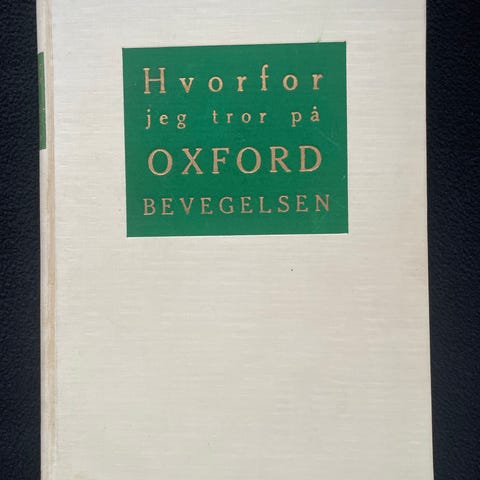 Hvorfor
jeg tror på
OXFORD
BEVEGELSEN